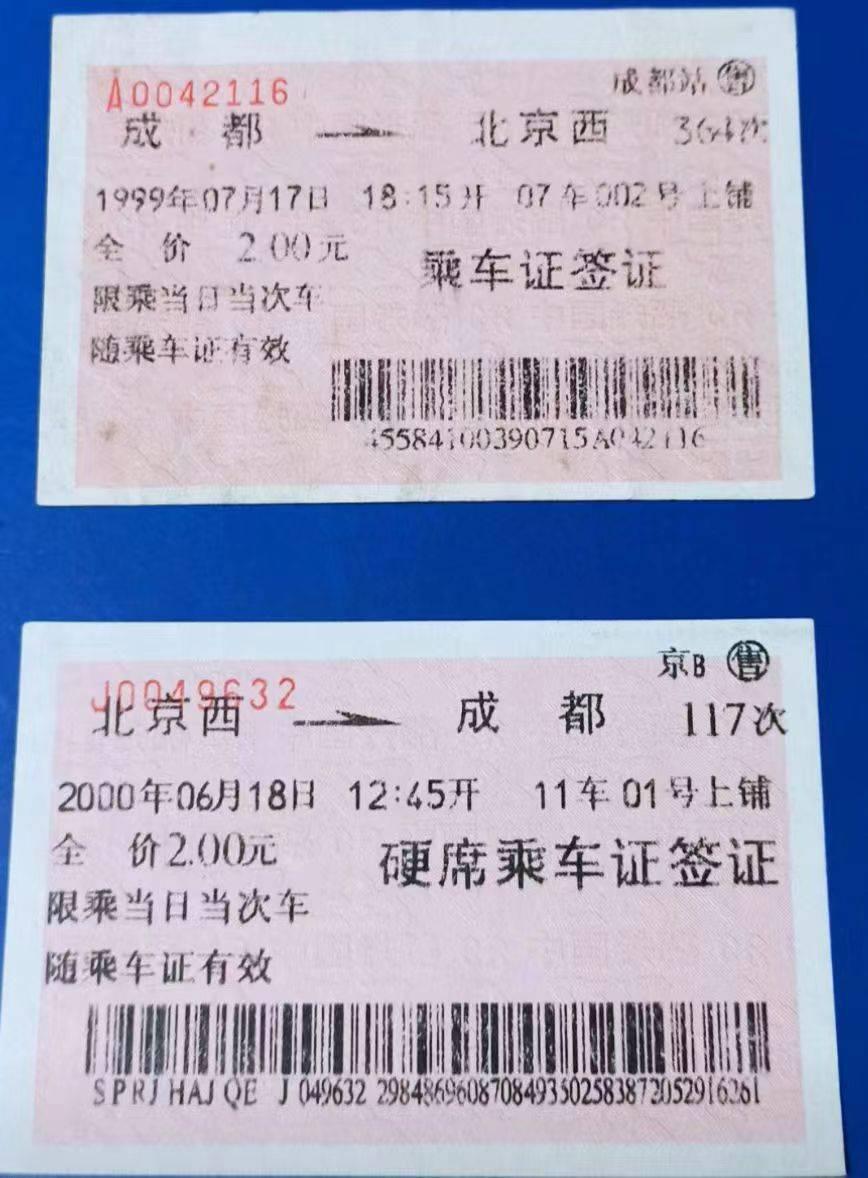 A0042116 成都站 售
成 都 → 北京西 364次
1999年07月17日 18:15开 07车002号上铺
全 价 2.00元
乘车证签证
限乘当日当次车
随乘车证有效
45584100390715A042116
J0049632 京B 售
北京西 → 成 都 117次
2000年06月18日 12:45开 11车01号上铺
全 价2.00元
硬席乘车证签证
限乘当日当次车
随乘车证有效
SPRJ HAJ QE J 049632 2984869608708493502583872052916261